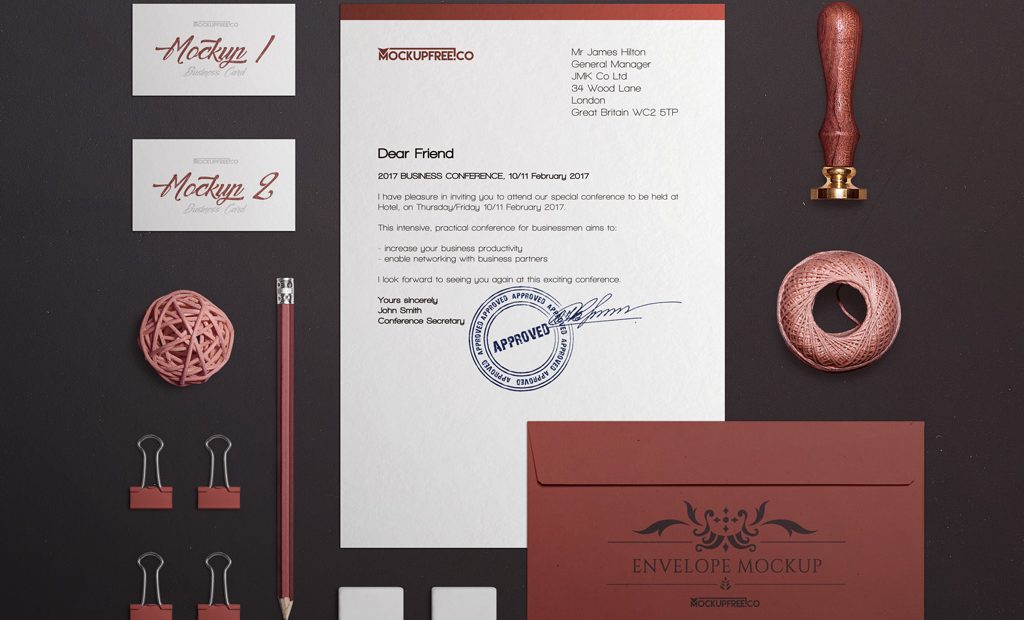 MOCKUPFREE.CO
Mockup 1
Business Card
MOCKUPFREE.CO
Mockup 2
Business Card
MOCKUPFREE.CO
Mr James Hilton
General Manager
JMK Co Ltd
34 Wood Lane
London
Great Britain WC2 5TP
Dear Friend
2017 BUSINESS CONFERENCE, 10/11 February 2017
I have pleasure in inviting you to attend our special conference to be held at
Hotel, on Thursday/Friday 10/11 February 2017.
This intensive, practical conference for businessmen aims to:
- increase your business productivity
- enable networking with business partners
I look forward to seeing you again at this exciting conference.
Yours sincerely
John Smith
Conference Secretary
APPROVED APPROVED APPROVED APPROVED APPROVED APPROVED
APPROVED
ENVELOPE MOCKUP
MOCKUPFREE.CO